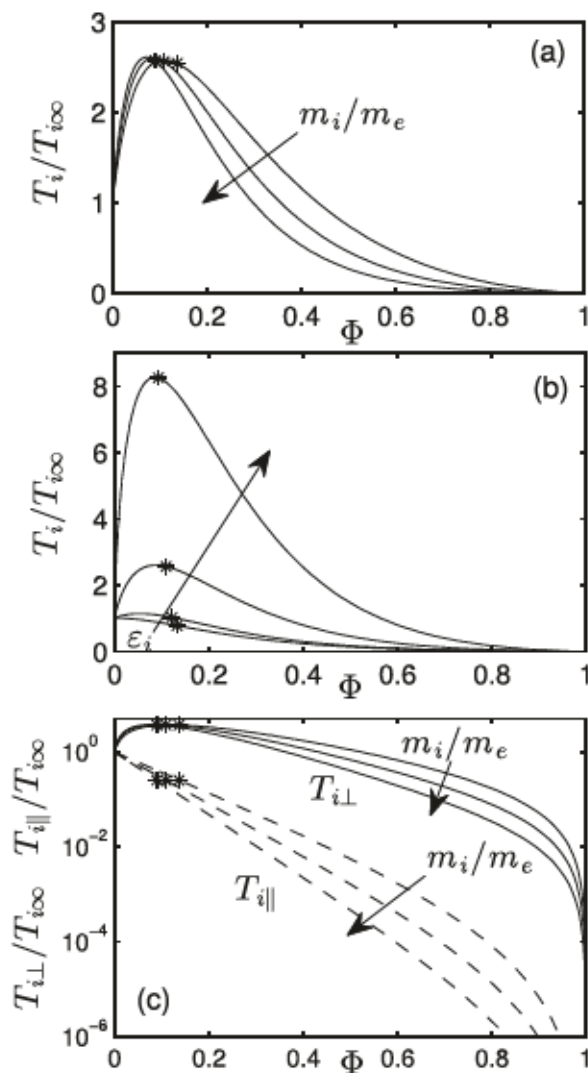 (a)
3
2
1
0
T_i/T_{i∞}
m_i/m_e
0 0.2 0.4 0.6 0.8 1
Φ
(b)
8
6
4
2
0
T_i/T_{i∞}
ε_i
0 0.2 0.4 0.6 0.8 1
Φ
10^0
10^{-2}
10^{-4}
10^{-6}
T_{i⊥}/T_{i∞} T_{i∥}/T_{i∞}
m_i/m_e
T_{i⊥}
m_i/m_e
T_{i∥}
(c)
0 0.2 0.4 0.6 0.8 1
Φ